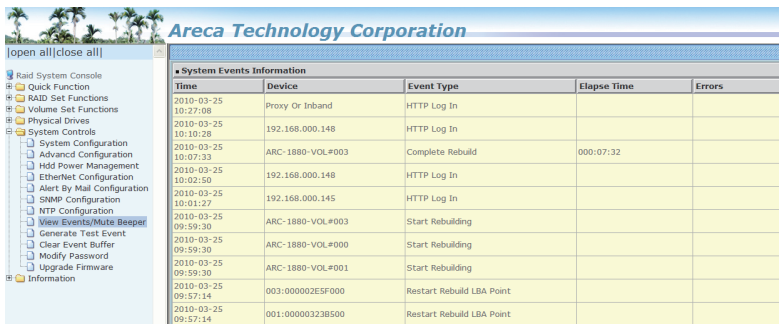 Areca Technology Corporation
|open all|close all|
Raid System Console
Quick Function
RAID Set Functions
Volume Set Functions
Physical Drives
System Controls
System Configuration
Advancd Configuration
Hdd Power Management
EtherNet Configuration
Alert By Mail Configuration
SNMP Configuration
NTP Configuration
View Events/Mute Beeper
Generate Test Event
Clear Event Buffer
Modify Password
Upgrade Firmware
Information
System Events Information
Time Device Event Type Elapse Time Errors
2010-03-25 10:27:08 Proxy Or Inband HTTP Log In
2010-03-25 10:10:28 192.168.000.148 HTTP Log In
2010-03-25 10:07:33 ARC-1880-VOL#003 Complete Rebuild 000:07:32
2010-03-25 10:02:50 192.168.000.148 HTTP Log In
2010-03-25 10:01:27 192.168.000.145 HTTP Log In
2010-03-25 09:59:30 ARC-1880-VOL#003 Start Rebuilding
2010-03-25 09:59:30 ARC-1880-VOL#000 Start Rebuilding
2010-03-25 09:59:30 ARC-1880-VOL#001 Start Rebuilding
2010-03-25 09:57:14 003:000002E5F000 Restart Rebuild LBA Point
2010-03-25 09:57:14 001:00000323B500 Restart Rebuild LBA Point